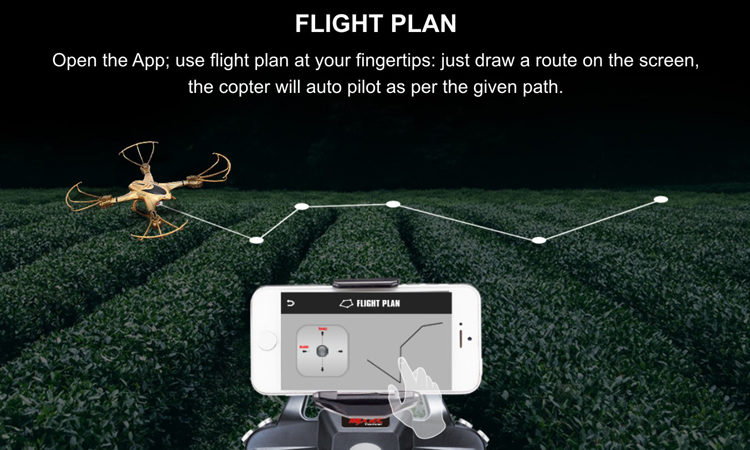 FLIGHT PLAN
Open the App; use flight plan at your fingertips: just draw a route on the screen,
the copter will auto pilot as per the given path.
FLIGHT PLAN